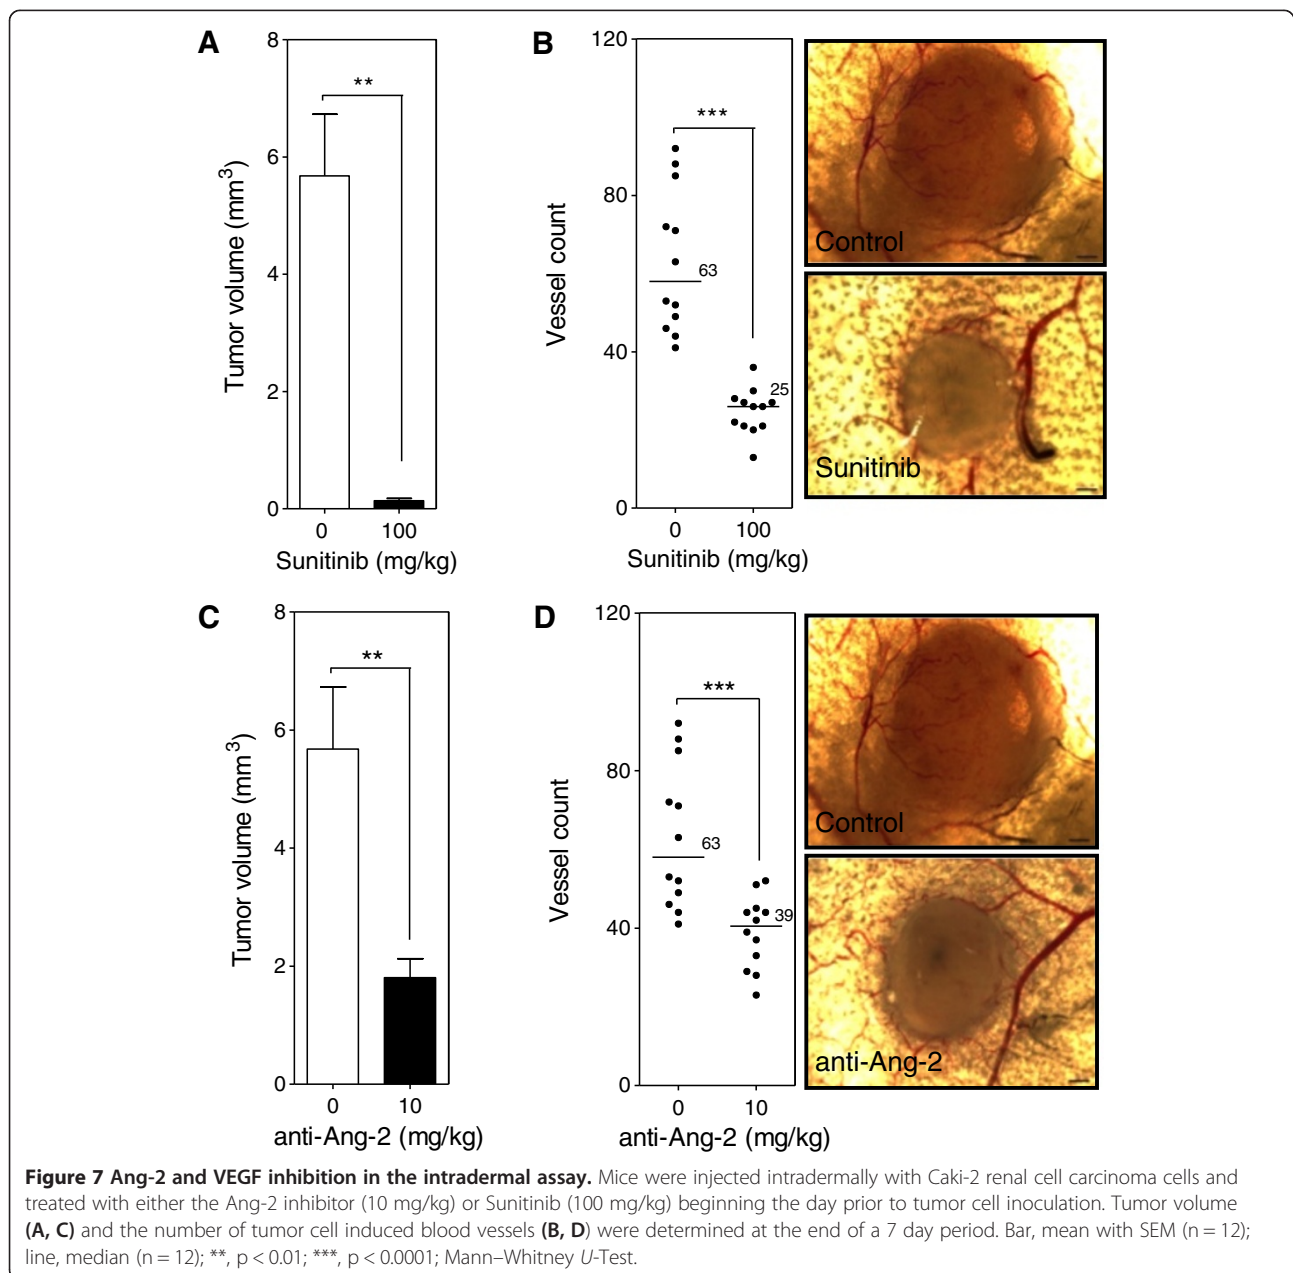 A
8
6
4
2
0
**
Tumor volume (mm³)
0 100
Sunitinib (mg/kg)
B
120
80
40
0
***
63
25
Vessel count
0 100
Sunitinib (mg/kg)
Control
Sunitinib
C
8
6
4
2
0
**
Tumor volume (mm³)
0 10
anti-Ang-2 (mg/kg)
D
120
80
40
0
***
63
39
Vessel count
0 10
anti-Ang-2 (mg/kg)
Control
anti-Ang-2
Figure 7 Ang-2 and VEGF inhibition in the intradermal assay. Mice were injected intradermally with Caki-2 renal cell carcinoma cells and
treated with either the Ang-2 inhibitor (10 mg/kg) or Sunitinib (100 mg/kg) beginning the day prior to tumor cell inoculation. Tumor volume
(A, C) and the number of tumor cell induced blood vessels (B, D) were determined at the end of a 7 day period. Bar, mean with SEM (n = 12);
line, median (n = 12); **, p < 0.01; ***, p < 0.0001; Mann–Whitney U-Test.